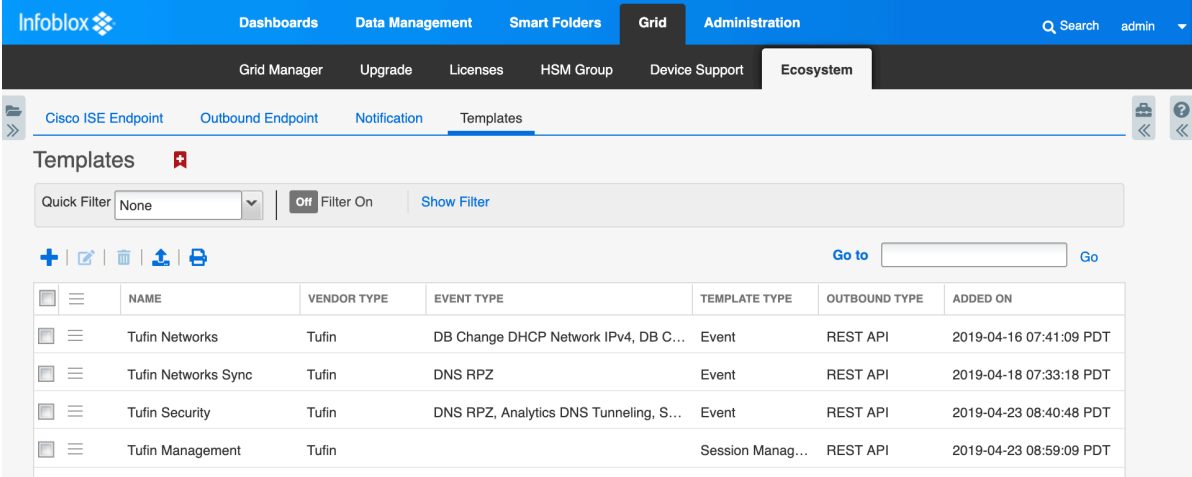 Infoblox Dashboards Data Management Smart Folders Grid Administration Search admin
Grid Manager Upgrade Licenses HSM Group Device Support Ecosystem
Cisco ISE Endpoint Outbound Endpoint Notification Templates
Templates
Quick Filter None Off Filter On Show Filter
Go to Go
NAME VENDOR TYPE EVENT TYPE TEMPLATE TYPE OUTBOUND TYPE ADDED ON
Tufin Networks Tufin DB Change DHCP Network IPv4, DB C... Event REST API 2019-04-16 07:41:09 PDT
Tufin Networks Sync Tufin DNS RPZ Event REST API 2019-04-18 07:33:18 PDT
Tufin Security Tufin DNS RPZ, Analytics DNS Tunneling, S... Event REST API 2019-04-23 08:40:48 PDT
Tufin Management Tufin Session Manag... REST API 2019-04-23 08:59:09 PDT